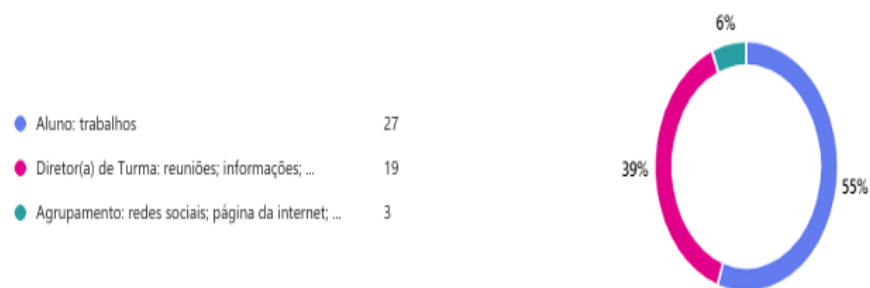 6%
Aluno: trabalhos 27
Diretor(a) de Turma: reuniões; informações; ... 19
39%
55%
Agrupamento: redes sociais; página da internet; ... 3